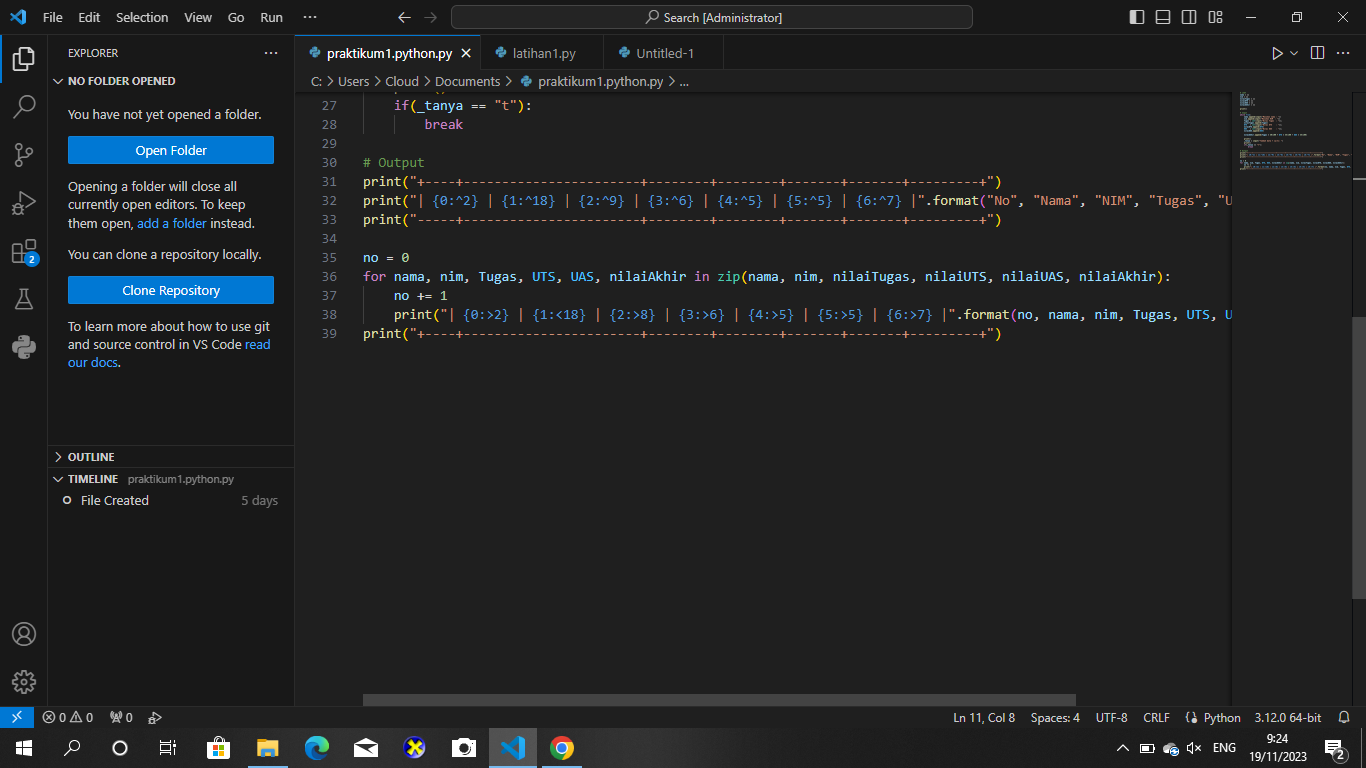 File Edit Selection View Go Run ··· Search [Administrator]
EXPLORER ···
NO FOLDER OPENED
You have not yet opened a folder.
Open Folder
Opening a folder will close all
currently open editors. To keep
them open, add a folder instead.
You can clone a repository locally.
Clone Repository
To learn more about how to use git
and source control in VS Code read
our docs.
OUTLINE
TIMELINE praktikum1.python.py
File Created 5 days
2
praktikum1.python.py latihan1.py Untitled-1
C: > Users > Cloud > Documents > praktikum1.python.py > ...
27 if(_tanya == "t"):
28 break
29
30 # Output
31 print("+----+-----------------------+--------+--------+-------+-------+---------+")
32 print("| {0:^2} | {1:^18} | {2:^9} | {3:^6} | {4:^5} | {5:^5} | {6:^7} |".format("No", "Nama", "NIM", "Tugas", "U
33 print("-----+-----------------------+--------+--------+-------+-------+---------+")
34
35 no = 0
36 for nama, nim, Tugas, UTS, UAS, nilaiAkhir in zip(nama, nim, nilaiTugas, nilaiUTS, nilaiUAS, nilaiAkhir):
37 no += 1
38 print("| {0:>2} | {1:<18} | {2:>8} | {3:>6} | {4:>5} | {5:>5} | {6:>7} |".format(no, nama, nim, Tugas, UTS, U
39 print("+----+-----------------------+--------+--------+-------+-------+---------+")
0 0 0 Ln 11, Col 8 Spaces: 4 UTF-8 CRLF Python 3.12.0 64-bit
ENG 9:24
19/11/2023 2